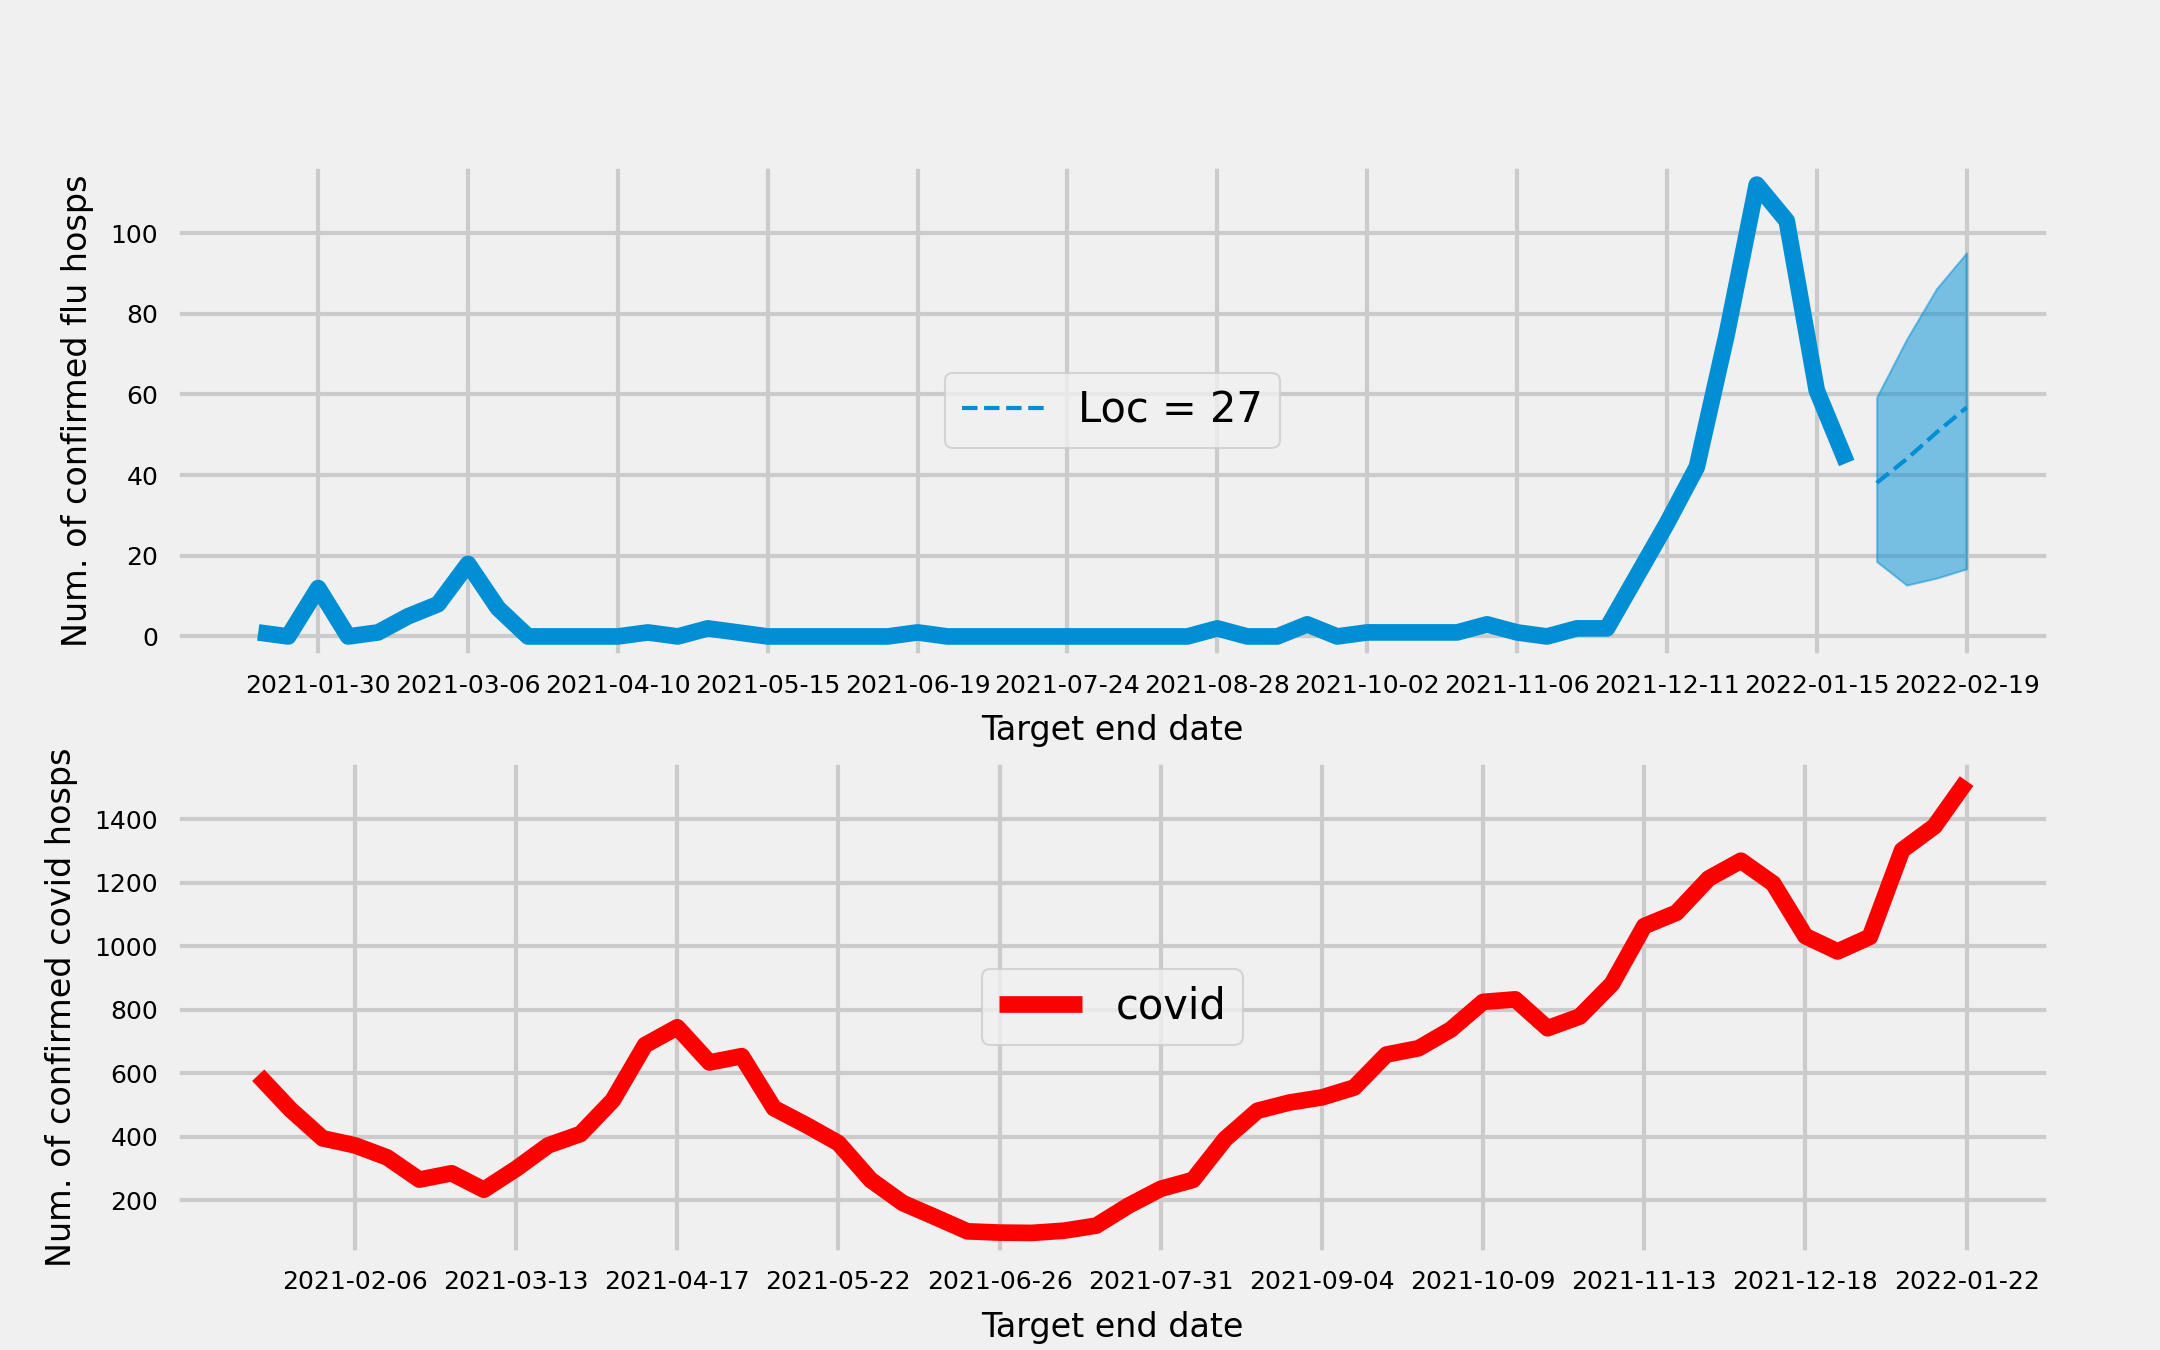 Num. of confirmed flu hosps
100
80
60
40
20
0
Loc = 27
2021-01-30 2021-03-06 2021-04-10 2021-05-15 2021-06-19 2021-07-24 2021-08-28 2021-10-02 2021-11-06 2021-12-11 2022-01-15 2022-02-19
Target end date
Num. of confirmed covid hosps
1400
1200
1000
800
600
400
200
covid
2021-02-06 2021-03-13 2021-04-17 2021-05-22 2021-06-26 2021-07-31 2021-09-04 2021-10-09 2021-11-13 2021-12-18 2022-01-22
Target end date